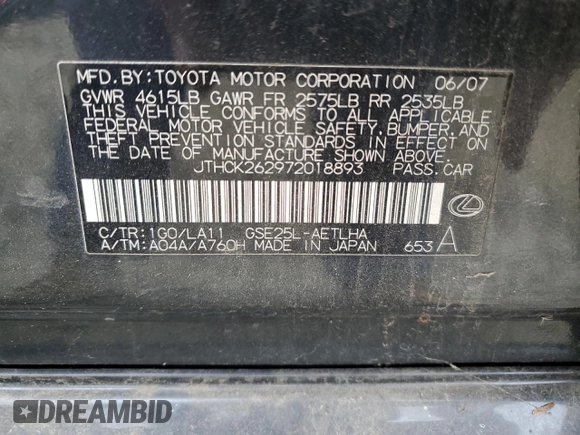 MFD.BY:TOYOTA MOTOR CORPORATION 06/07
GVWR 4615LB GAWR FR 2575LB RR 2535LB
THIS VEHICLE CONFORMS TO ALL APPLICABLE
FEDERAL MOTOR VEHICLE SAFETY,BUMPER,AND
THEFT PREVENTION STANDARDS IN EFFECT ON
THE DATE OF MANUFACTURE SHOWN ABOVE.
JTHCK262972018893 PASS.CAR
C/TR:1G0/LA11 GSE25L-AETLHA
A/TM:A04A/A760H MADE IN JAPAN 653 A
DREAMBID